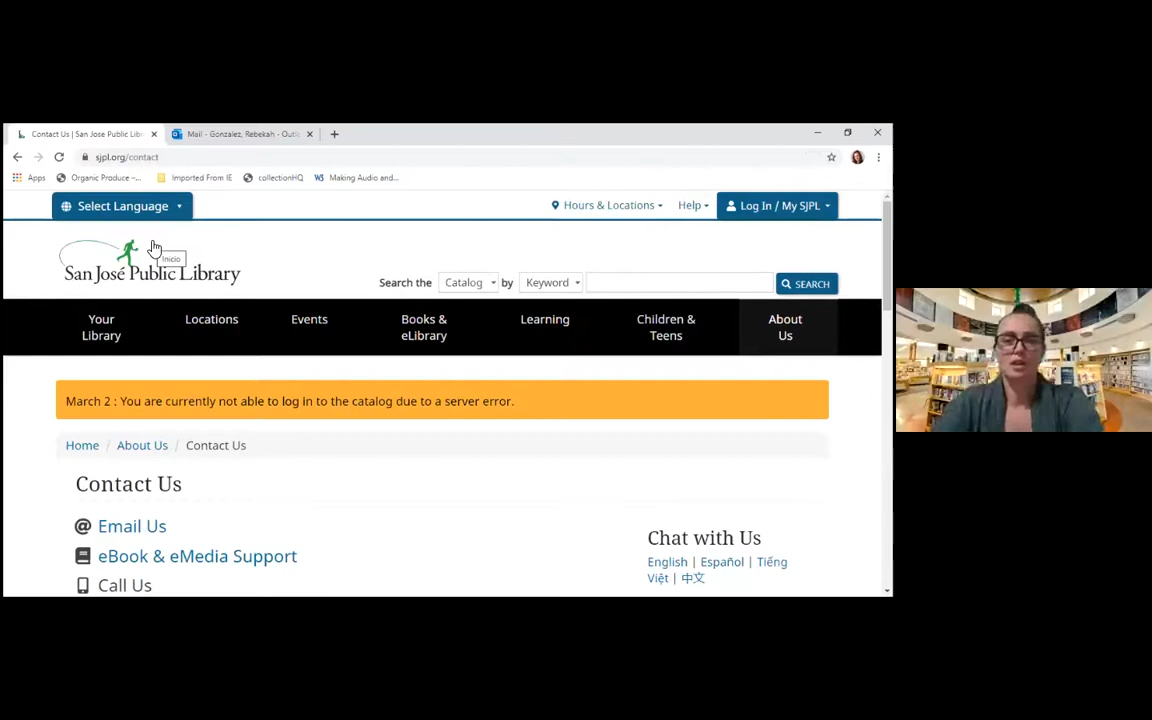 Contact Us | San Jose Public Libr
Mail - Gonzalez, Rebekah - Outlo
sjpl.org/contact
Apps
Organic Produce –...
Imported From IE
collectionHQ
Making Audio and...
Select Language
Hours & Locations
Help
Log In / My SJPL
Inicio
San José Public Library
Search the
Catalog
by
Keyword
SEARCH
Your
Library
Locations
Events
Books &
eLibrary
Learning
Children &
Teens
About
Us
March 2 : You are currently not able to log in to the catalog due to a server error.
Home / About Us / Contact Us
Contact Us
Email Us
eBook & eMedia Support
Call Us
Chat with Us
English | Español | Tiếng
Việt | 中文